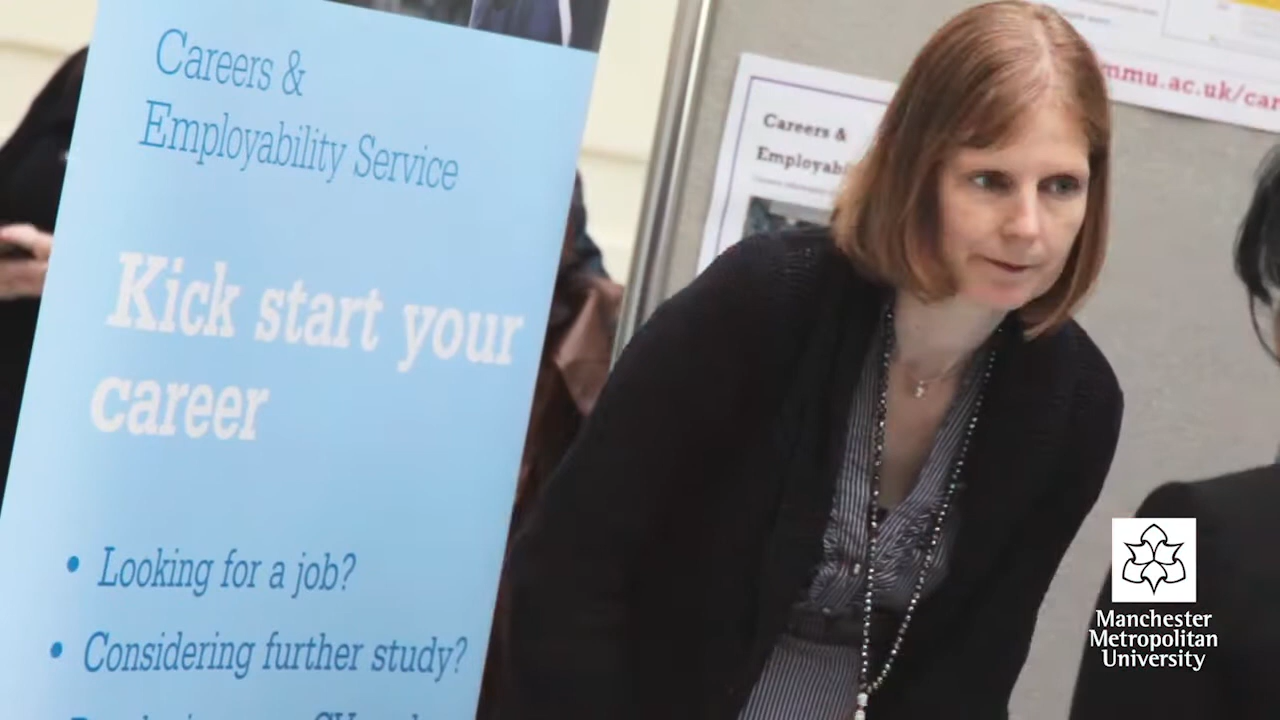 Careers &
Employability Service
Kick start your
career
• Looking for a job?
• Considering further study?
Careers &
mmu.ac.uk/car
Manchester
Metropolitan
University